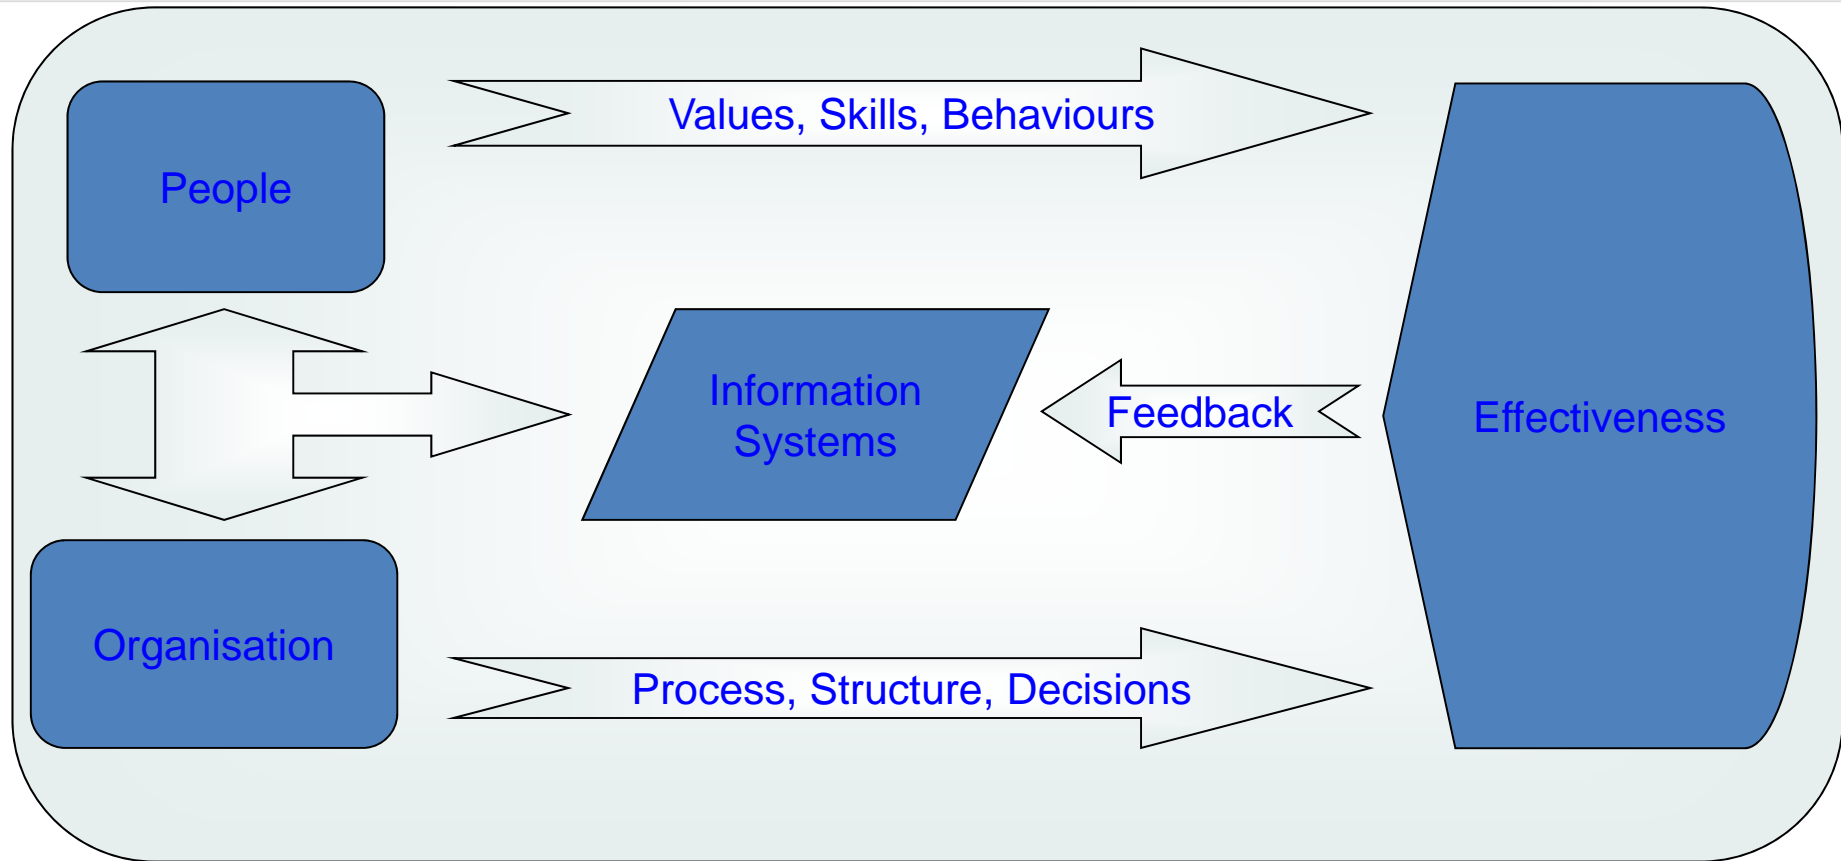 Values, Skills, Behaviours
People
Information
Systems
Feedback
Effectiveness
Organisation
Process, Structure, Decisions